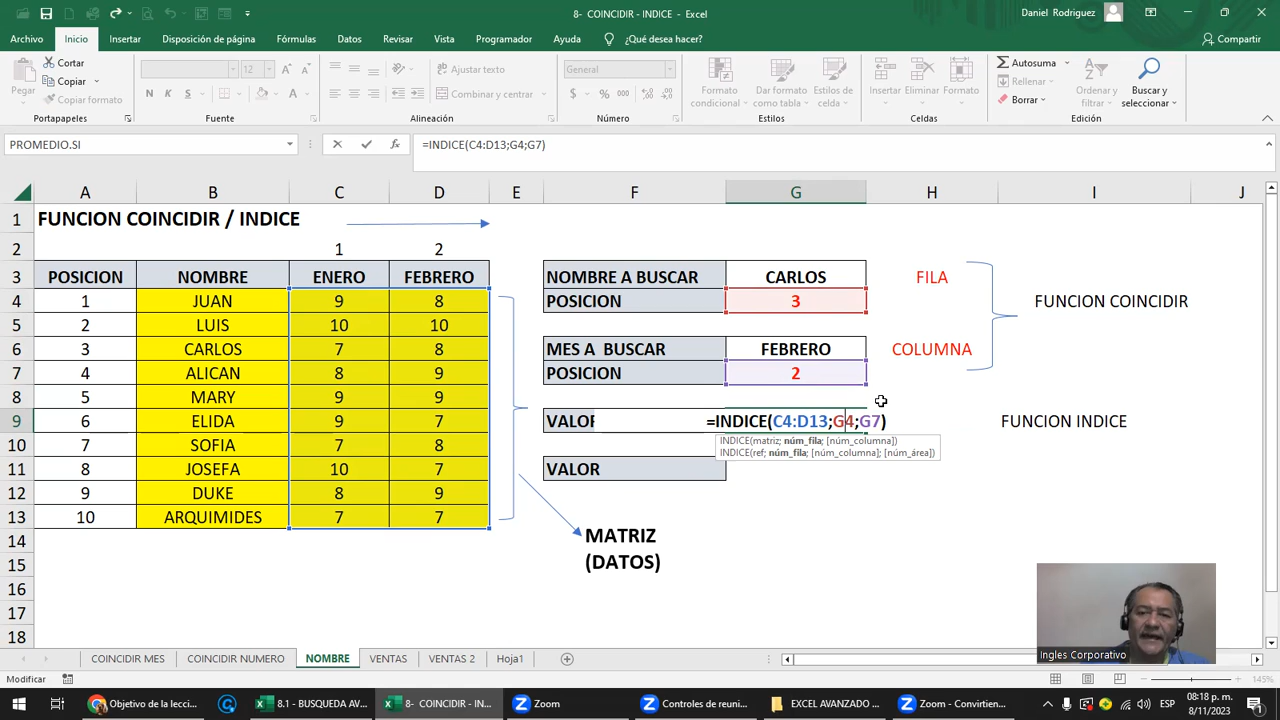 8- COINCIDIR - INDICE - Excel
Daniel Rodriguez
Archivo Inicio Insertar Disposición de página Fórmulas Datos Revisar Vista Programador Ayuda ¿Qué desea hacer? Compartir
Pegar
Cortar
Copiar
Copiar formato
Portapapeles
12
N K S
Fuente
Ajustar texto
Combinar y centrar
Alineación
General
$ % 000
Número
Formato condicional
Dar formato como tabla
Estilos de celda
Estilos
Insertar Eliminar Formato
Celdas
Autosuma
Rellenar
Borrar
Ordenar y filtrar
Buscar y seleccionar
Edición
PROMEDIO.SI
=INDICE(C4:D13;G4;G7)
A B C D E F G H I J
1 FUNCION COINCIDIR / INDICE
2 1 2
3 POSICION NOMBRE ENERO FEBRERO NOMBRE A BUSCAR CARLOS FILA
4 1 JUAN 9 8 POSICION 3 FUNCION COINCIDIR
5 2 LUIS 10 10
6 3 CARLOS 7 8 MES A BUSCAR FEBRERO COLUMNA
7 4 ALICAN 8 9 POSICION 2
8 5 MARY 9 9
9 6 ELIDA 9 7 VALOR =INDICE(C4:D13;G4;G7) FUNCION INDICE
INDICE(matriz; núm_fila; [núm_columna])
INDICE(ref; núm_fila; [núm_columna]; [núm_área])
10 7 SOFIA 7 8
11 8 JOSEFA 10 7 VALOR
12 9 DUKE 8 9
13 10 ARQUIMIDES 7 7
14 MATRIZ
15 (DATOS)
16
17
18
Ingles Corporativo
COINCIDIR MES COINCIDIR NUMERO NOMBRE VENTAS VENTAS 2 Hoja1
Modificar
145%
Objetivo de la lecci...
8.1 - BUSQUEDA AV...
8- COINCIDIR - IN...
Zoom
Controles de reuni...
EXCEL AVANZADO ...
Zoom - Convirtien...
ESP
08:18 p. m.
8/11/2023